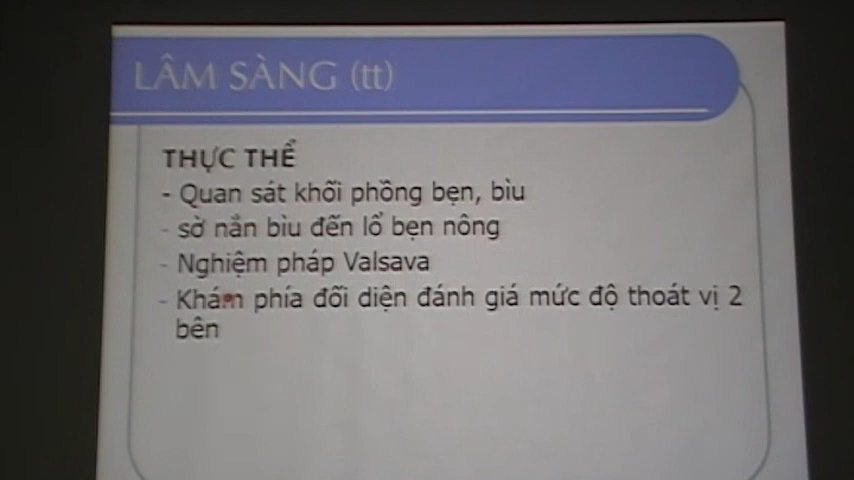 LÂM SÀNG (tt)
THỰC THỂ
- Quan sát khối phồng bẹn, bìu
- sờ nắn bìu đến lổ bẹn nông
- Nghiệm pháp Valsava
- Khám phía đối diện đánh giá mức độ thoát vị 2
bên